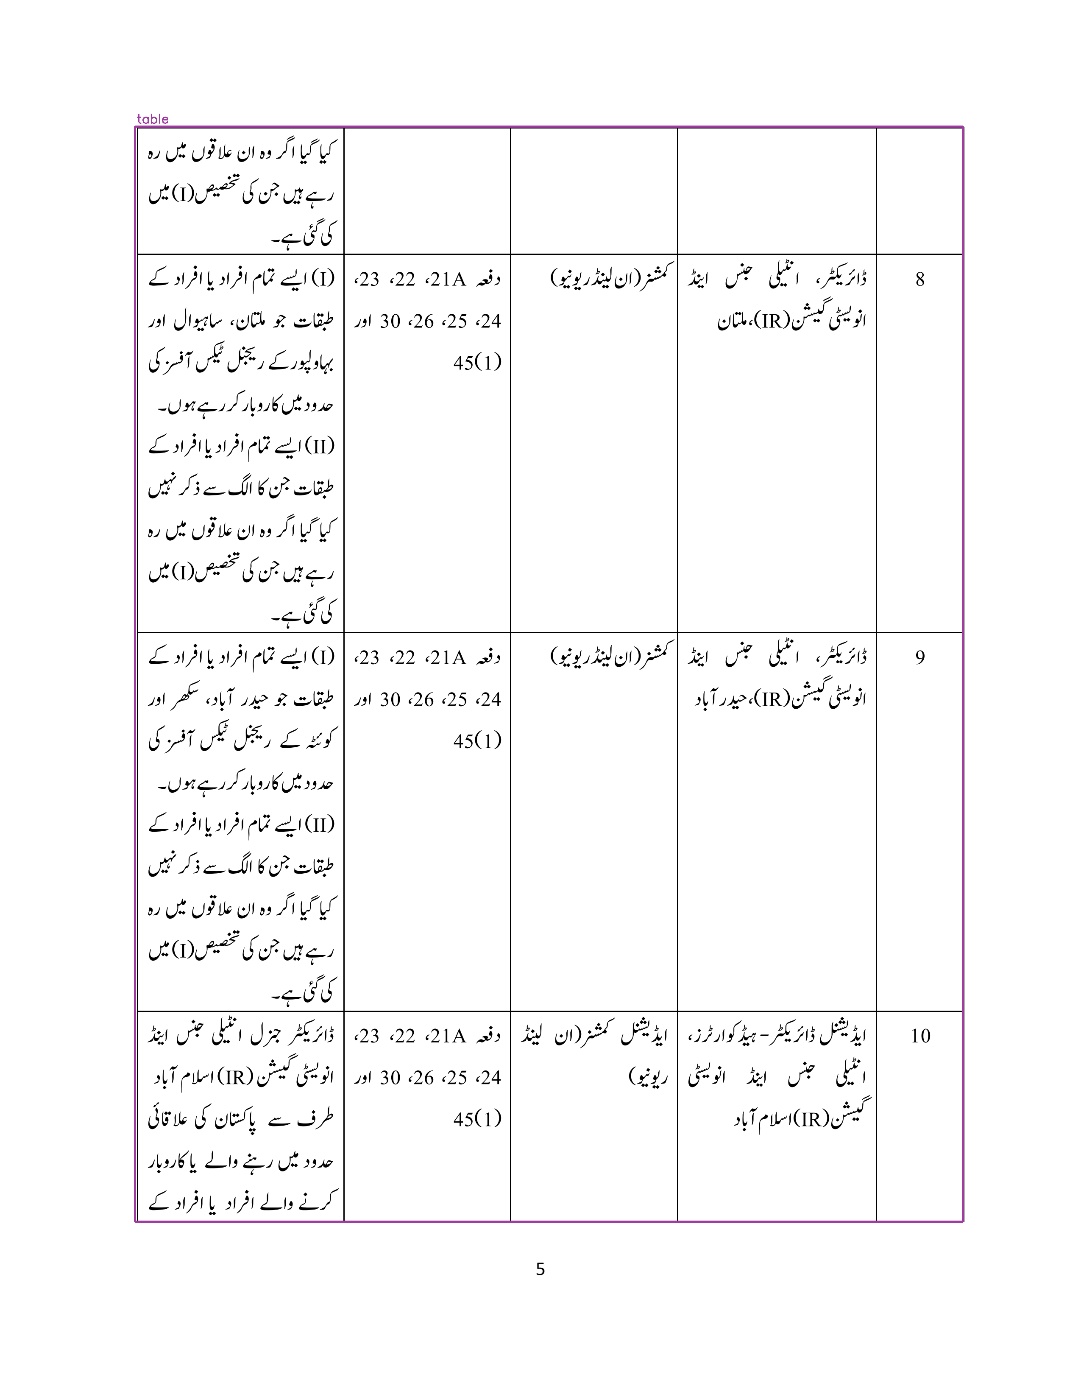 table
کیا گیا اگر وہ ان علاقوں میں رہ
رہے ہیں جن کی تخصیص(I) میں
کی گئی ہے۔
8
ڈائریکٹر، انٹیلی جنس اینڈ
انویسٹی گیشن(IR)،ملتان
کمشنر(ان لینڈ ریونیو)
دفعہ 21A، 22، 23،
24، 25، 26، 30 اور
45(1)
(I) ایسے تمام افراد یا افراد کے
طبقات جو ملتان، ساہیوال اور
بہاولپور کے ریجنل ٹیکس آفسز کی
حدود میں کاروبار کر رہے ہوں۔
(II) ایسے تمام افراد یا افراد کے
طبقات جن کا الگ سے ذکر نہیں
کیا گیا اگر وہ ان علاقوں میں رہ
رہے ہیں جن کی تخصیص(I) میں
کی گئی ہے۔
9
ڈائریکٹر، انٹیلی جنس اینڈ
انویسٹی گیشن(IR)،حیدر آباد
کمشنر(ان لینڈ ریونیو)
دفعہ 21A، 22، 23،
24، 25، 26، 30 اور
45(1)
(I) ایسے تمام افراد یا افراد کے
طبقات جو حیدر آباد، سکھر اور
کوئٹہ کے ریجنل ٹیکس آفسز کی
حدود میں کاروبار کر رہے ہوں۔
(II) ایسے تمام افراد یا افراد کے
طبقات جن کا الگ سے ذکر نہیں
کیا گیا اگر وہ ان علاقوں میں رہ
رہے ہیں جن کی تخصیص(I) میں
کی گئی ہے۔
10
ایڈیشنل ڈائریکٹر- ہیڈ کوارٹرز،
انٹیلی جنس اینڈ انویسٹی
گیشن(IR)اسلام آباد
ایڈیشنل کمشنر(ان لینڈ
ریونیو)
دفعہ 21A، 22، 23،
24، 25، 26، 30 اور
45(1)
ڈائریکٹر جنرل انٹیلی جنس اینڈ
انویسٹی گیشن (IR) اسلام آباد
طرف سے پاکستان کی علاقائی
حدود میں رہنے والے یا کاروبار
کرنے والے افراد یا افراد کے
5